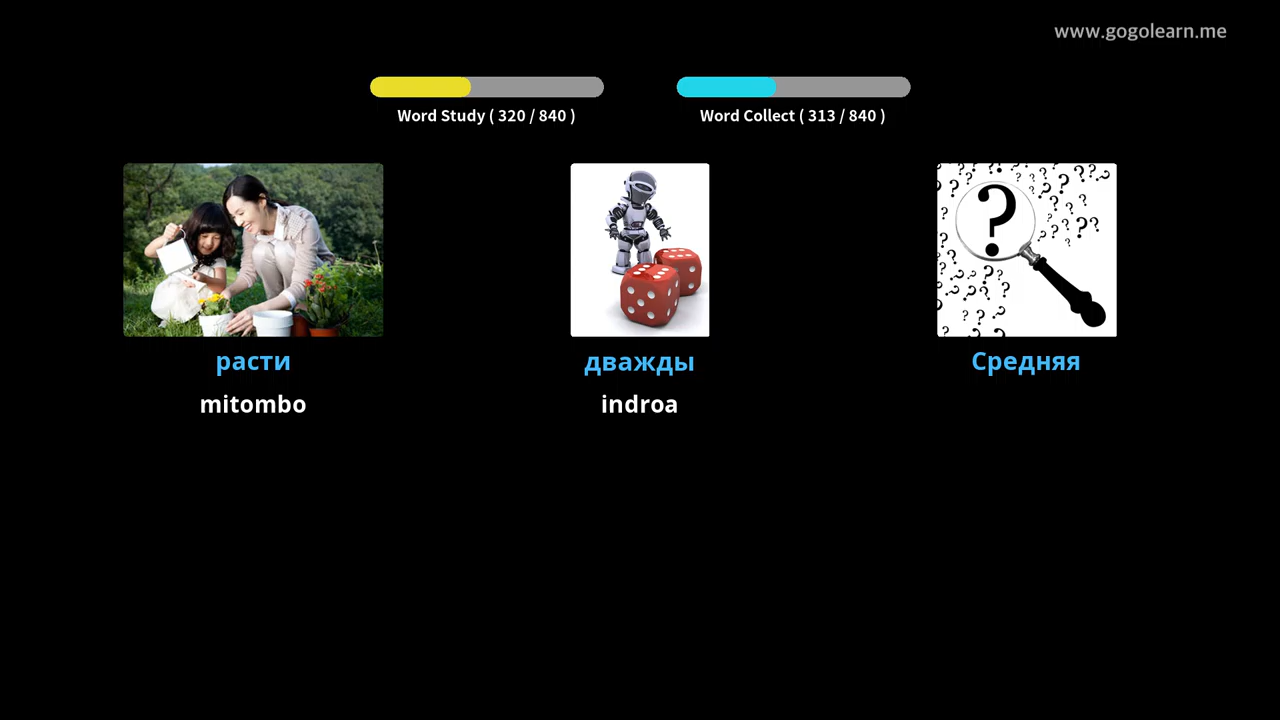 www.gogolearn.me
Word Study ( 320 / 840 )
Word Collect ( 313 / 840 )
расти
дважды
Средняя
mitombo
indroa